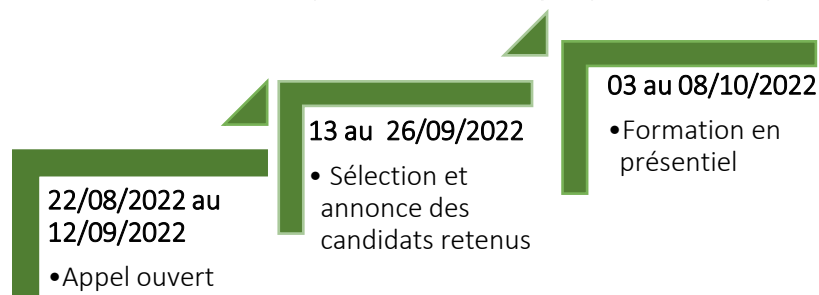 22/08/2022 au
12/09/2022
•Appel ouvert
13 au 26/09/2022
• Sélection et
annonce des
candidats retenus
03 au 08/10/2022
•Formation en
présentiel